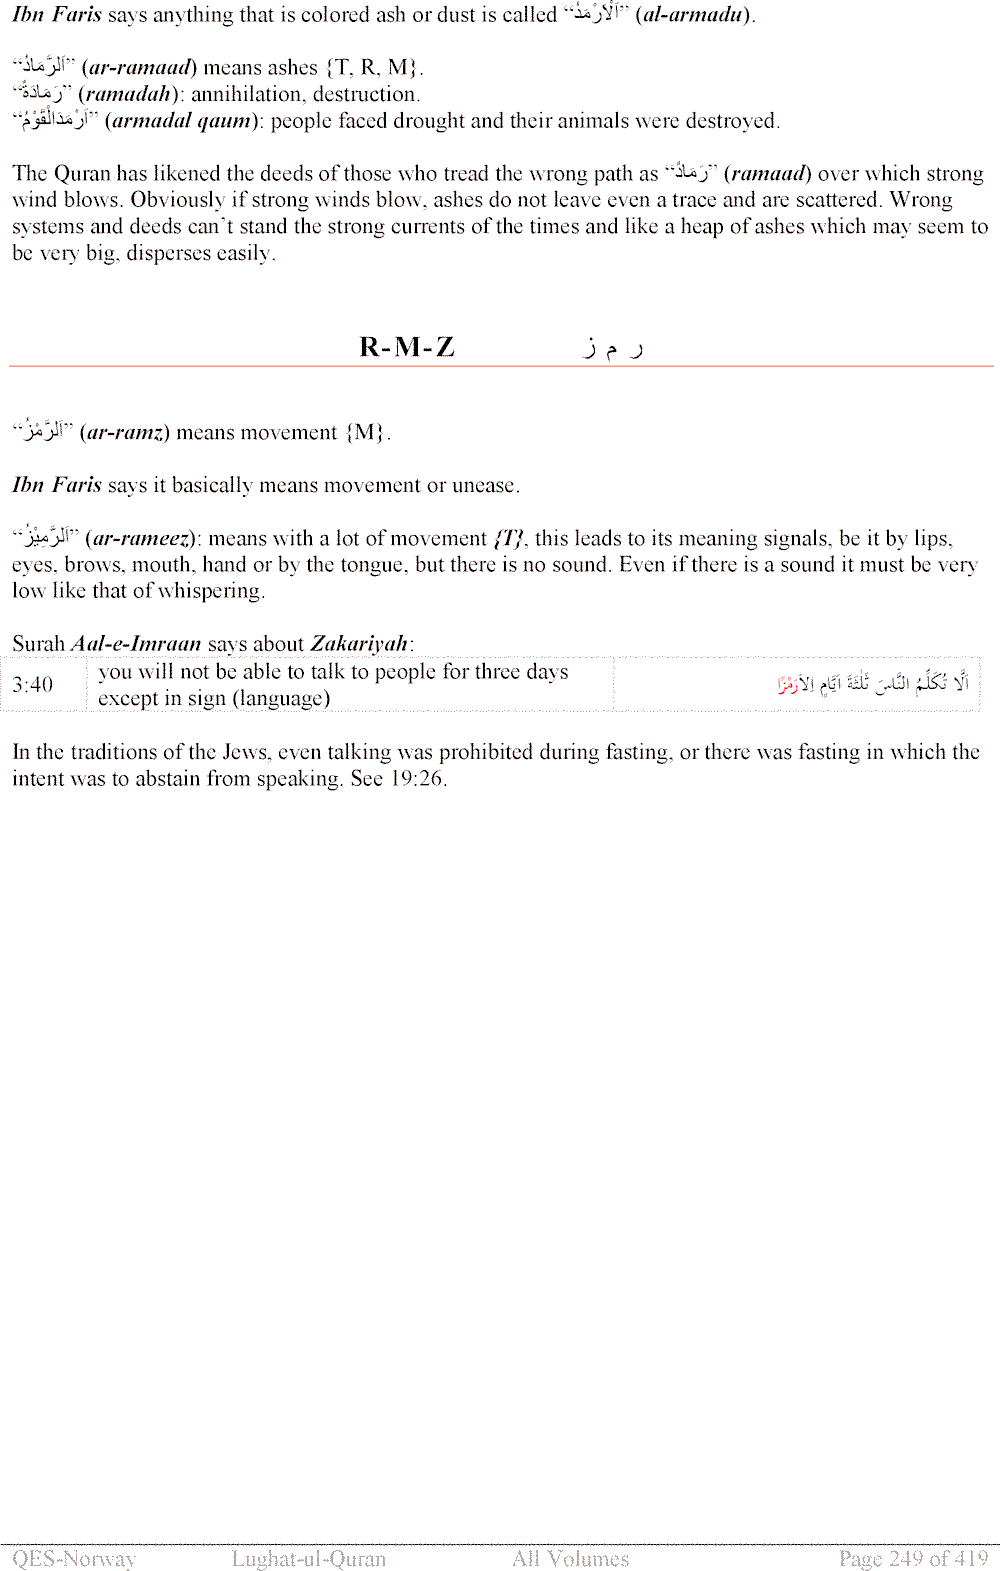 Ibn Faris says anything that is colored ash or dust is called “اَلْاَرْمَدُ” (al-armadu).
“اَلرَّمَادُ” (ar-ramaad) means ashes {T, R, M}.
“رَمَادَةٌ” (ramadah): annihilation, destruction.
“اَرْمَدَالْقَوْمُ” (armadal qaum): people faced drought and their animals were destroyed.
The Quran has likened the deeds of those who tread the wrong path as “رَمَادٌ” (ramaad) over which strong
wind blows. Obviously if strong winds blow, ashes do not leave even a trace and are scattered. Wrong
systems and deeds can’t stand the strong currents of the times and like a heap of ashes which may seem to
be very big, disperses easily.
R-M-Z ر م ز
“اَلرَّمْزُ” (ar-ramz) means movement {M}.
Ibn Faris says it basically means movement or unease.
“اَلرَّمِيْزُ” (ar-rameez): means with a lot of movement {T}, this leads to its meaning signals, be it by lips,
eyes, brows, mouth, hand or by the tongue, but there is no sound. Even if there is a sound it must be very
low like that of whispering.
Surah Aal-e-Imraan says about Zakariyah:
3:40 you will not be able to talk to people for three days
except in sign (language) اَلَّا تُكَلِّمُ النَّاسَ ثَلٰثَةَ اَيَّامٍ اِلاَرَمْزًا
In the traditions of the Jews, even talking was prohibited during fasting, or there was fasting in which the
intent was to abstain from speaking. See 19:26.
QES-Norway Lughat-ul-Quran All Volumes Page 249 of 419